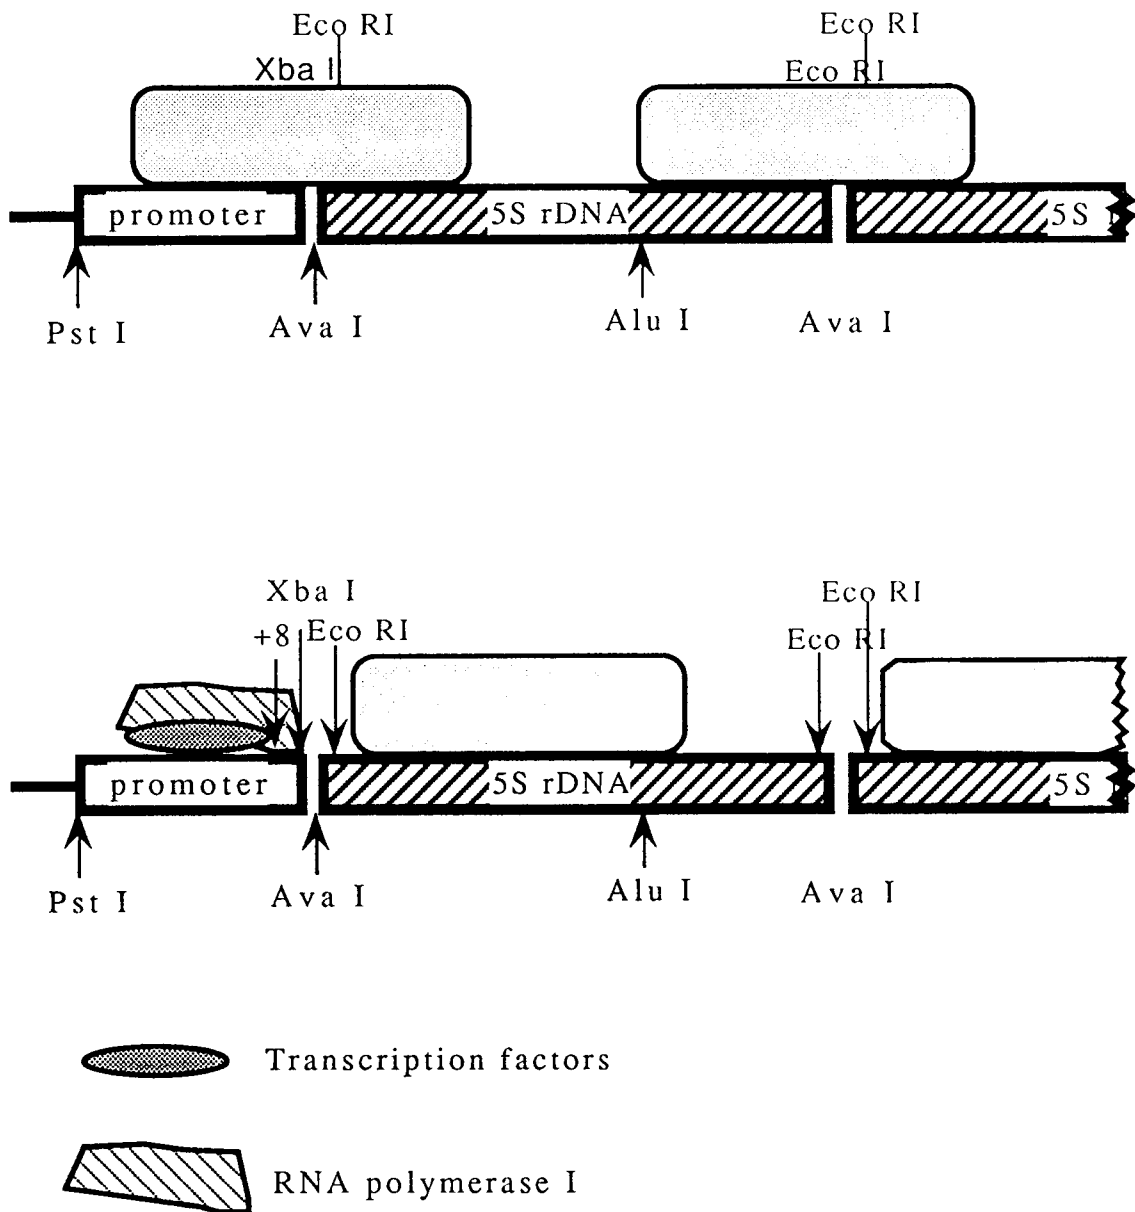 Eco RI Eco RI
Xba I Eco RI
promoter 5S rDNA 5S
Pst I Ava I Alu I Ava I
Xba I Eco RI
+8 Eco RI Eco RI
promoter 5S rDNA 5S
Pst I Ava I Alu I Ava I
Transcription factors
RNA polymerase I